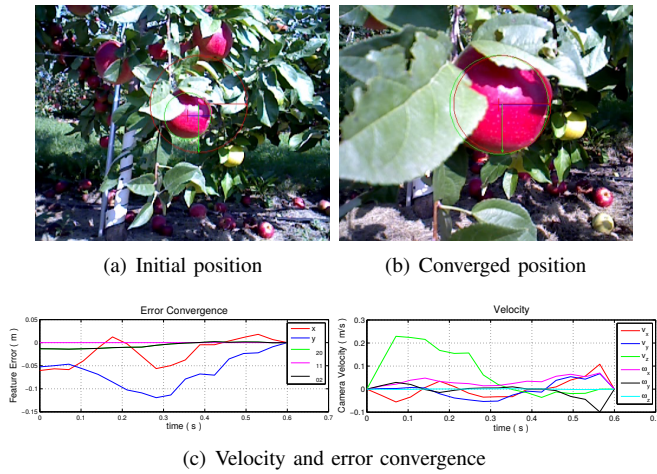 (a) Initial position
(b) Converged position
Error Convergence
Feature Error ( m )
0.05
0
-0.05
-0.1
-0.15
0 0.1 0.2 0.3 0.4 0.5 0.6 0.7
time ( s )
x
y
20
11
02
Velocity
Camera Velocity ( m/s )
0.3
0.2
0.1
0
-0.1
0 0.1 0.2 0.3 0.4 0.5 0.6 0.7
time ( s )
v x
v y
v z
ω x
ω y
ω z
(c) Velocity and error convergence